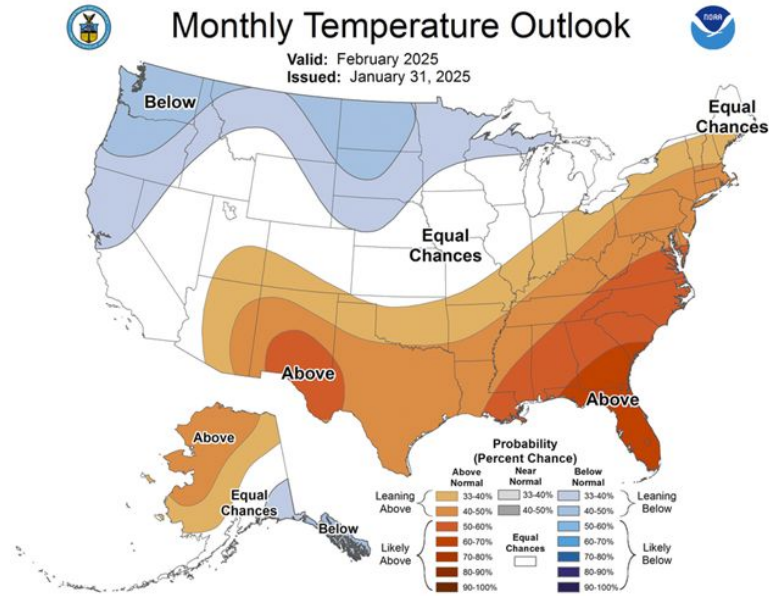 Monthly Temperature Outlook
NOAA
Valid: February 2025
Issued: January 31, 2025
Below
Equal
Chances
Equal
Chances
Above
Above
Above
Equal
Chances
Below
Probability
(Percent Chance)
Above
Normal
Near
Normal
Below
Normal
Leaning
Above
33-40%
40-50%
33-40%
40-50%
33-40%
40-50%
Leaning
Below
Likely
Above
50-60%
60-70%
70-80%
80-90%
90-100%
Equal
Chances
50-60%
60-70%
70-80%
80-90%
90-100%
Likely
Below